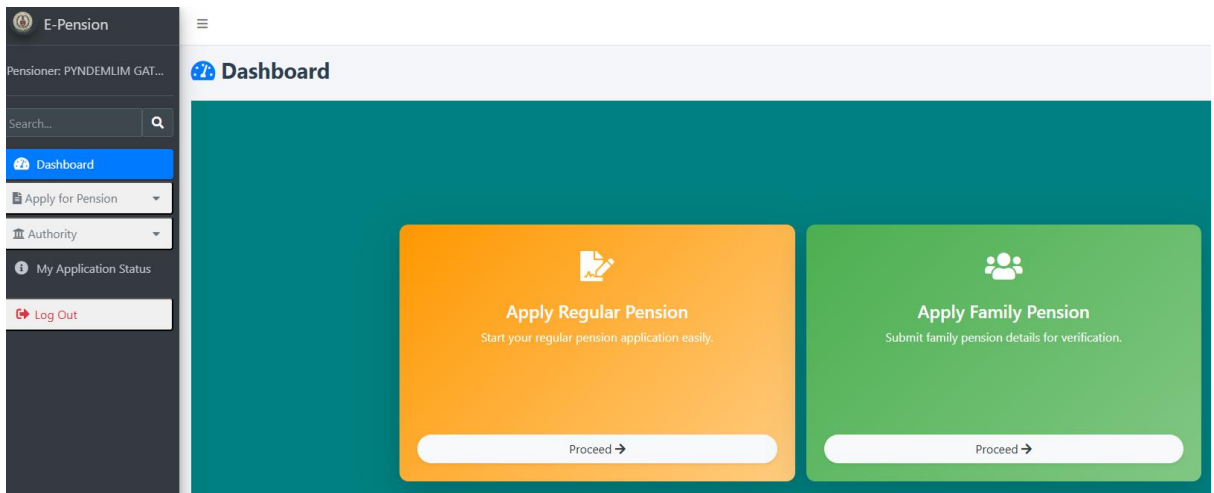 E-Pension
Pensioner: PYNDEMLIM GAT...
Search...
Dashboard
Apply for Pension
Authority
My Application Status
Log Out
Dashboard
Apply Regular Pension
Start your regular pension application easily.
Proceed →
Apply Family Pension
Submit family pension details for verification.
Proceed →